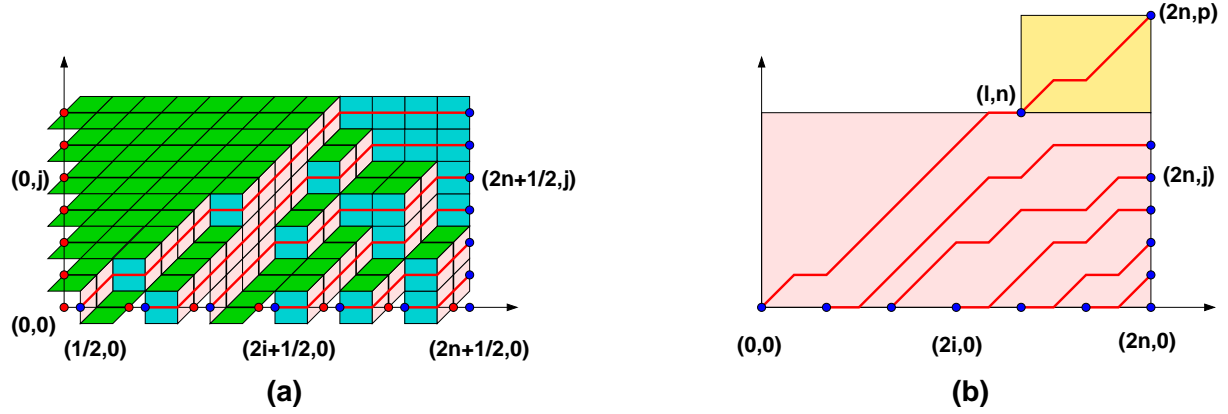 (2n,p)
(l,n)
(0,j)
(2n+1/2,j)
(2n,j)
(0,0)
(1/2,0)
(2i+1/2,0)
(2n+1/2,0)
(0,0)
(2i,0)
(2n,0)
(a)
(b)